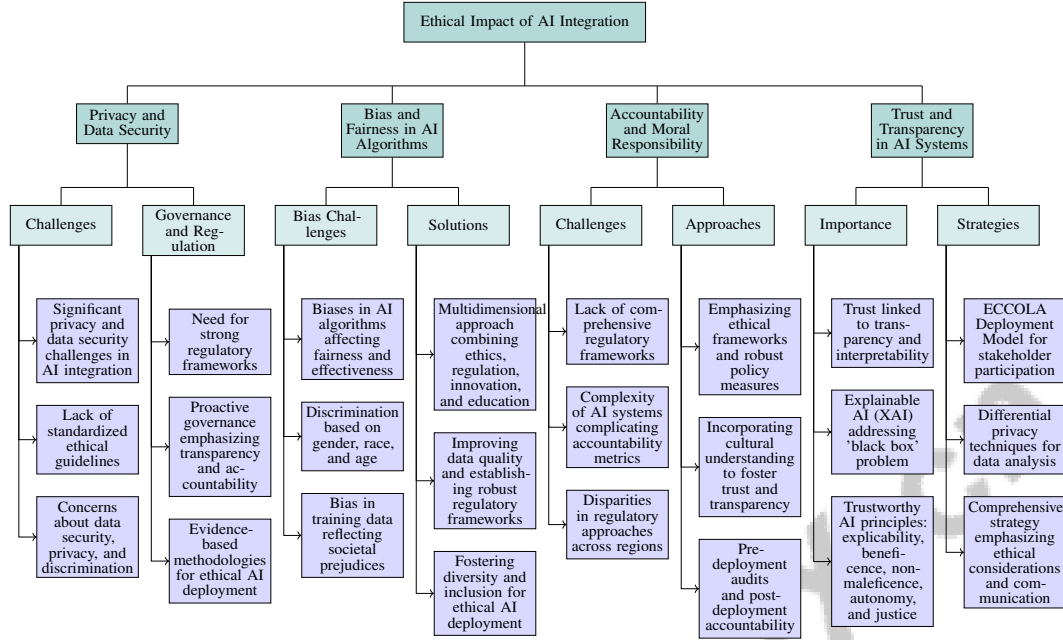 Ethical Impact of AI Integration
Privacy and
Data Security
Bias and
Fairness in AI
Algorithms
Accountability
and Moral
Responsibility
Trust and
Transparency
in AI Systems
Challenges
Governance
and Reg-
ulation
Bias Chal-
lenges
Solutions
Challenges
Approaches
Importance
Strategies
Significant
privacy and
data security
challenges in
AI integration
Lack of
standardized
ethical
guidelines
Concerns
about data
security,
privacy, and
discrimination
Need for
strong
regulatory
frameworks
Proactive
governance
emphasizing
transparency
and ac-
countability
Evidence-
based
methodologies
for ethical AI
deployment
Biases in AI
algorithms
affecting
fairness and
effectiveness
Discrimination
based on
gender, race,
and age
Bias in
training data
reflecting
societal
prejudices
Multidimensional
approach
combining
ethics,
regulation,
innovation,
and education
Improving
data quality
and establish-
ing robust
regulatory
frameworks
Fostering
diversity and
inclusion for
ethical AI
deployment
Lack of com-
prehensive
regulatory
frameworks
Complexity
of AI systems
complicating
accountability
metrics
Disparities
in regulatory
approaches
across regions
Emphasizing
ethical
frameworks
and robust
policy
measures
Incorporating
cultural
understanding
to foster
trust and
transparency
Pre-
deployment
audits
and post-
deployment
accountability
Trust linked
to trans-
parency and
interpretability
Explainable
AI (XAI)
addressing
'black box'
problem
Trustworthy
AI principles:
explicability,
benefi-
cence, non-
maleficence,
autonomy,
and justice
ECCOLA
Deployment
Model for
stakeholder
participation
Differential
privacy
techniques for
data analysis
Comprehensive
strategy
emphasizing
ethical
considerations
and com-
munication